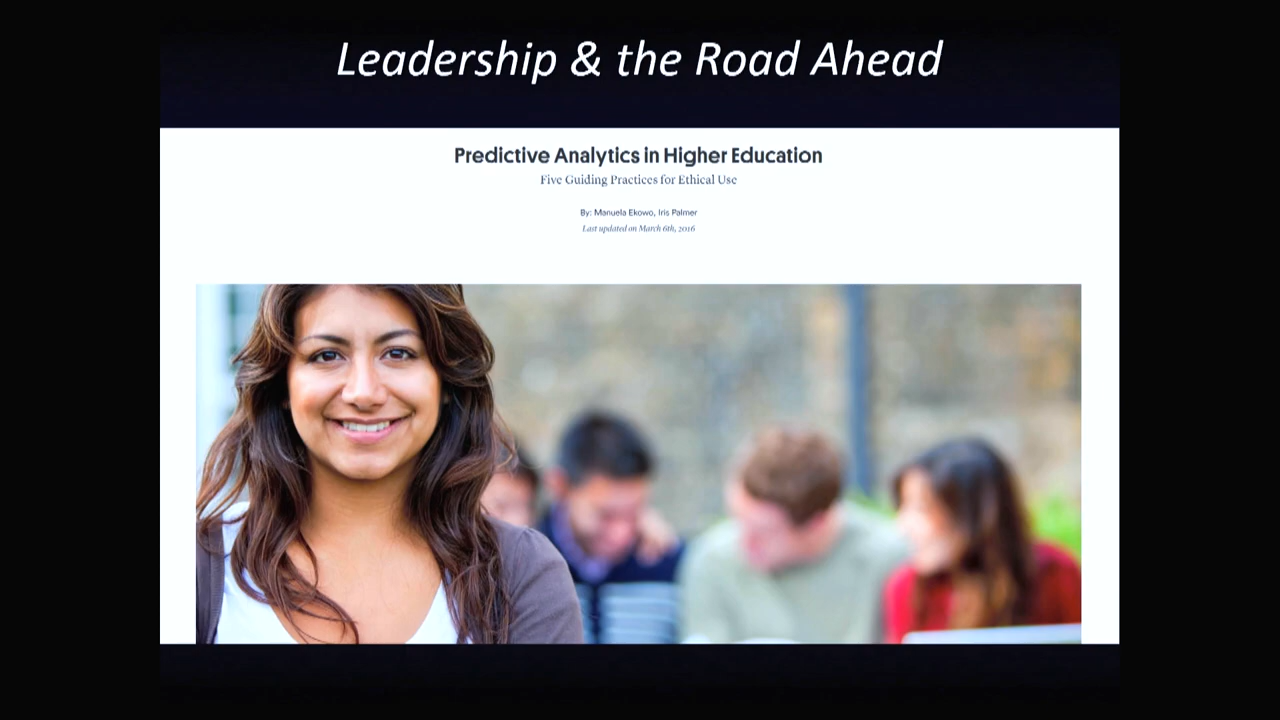 Leadership & the Road Ahead
Predictive Analytics in Higher Education
Five Guiding Practices for Ethical Use
By: Manuela Ekowo, Iris Palmer
Last updated on March 6th, 2016